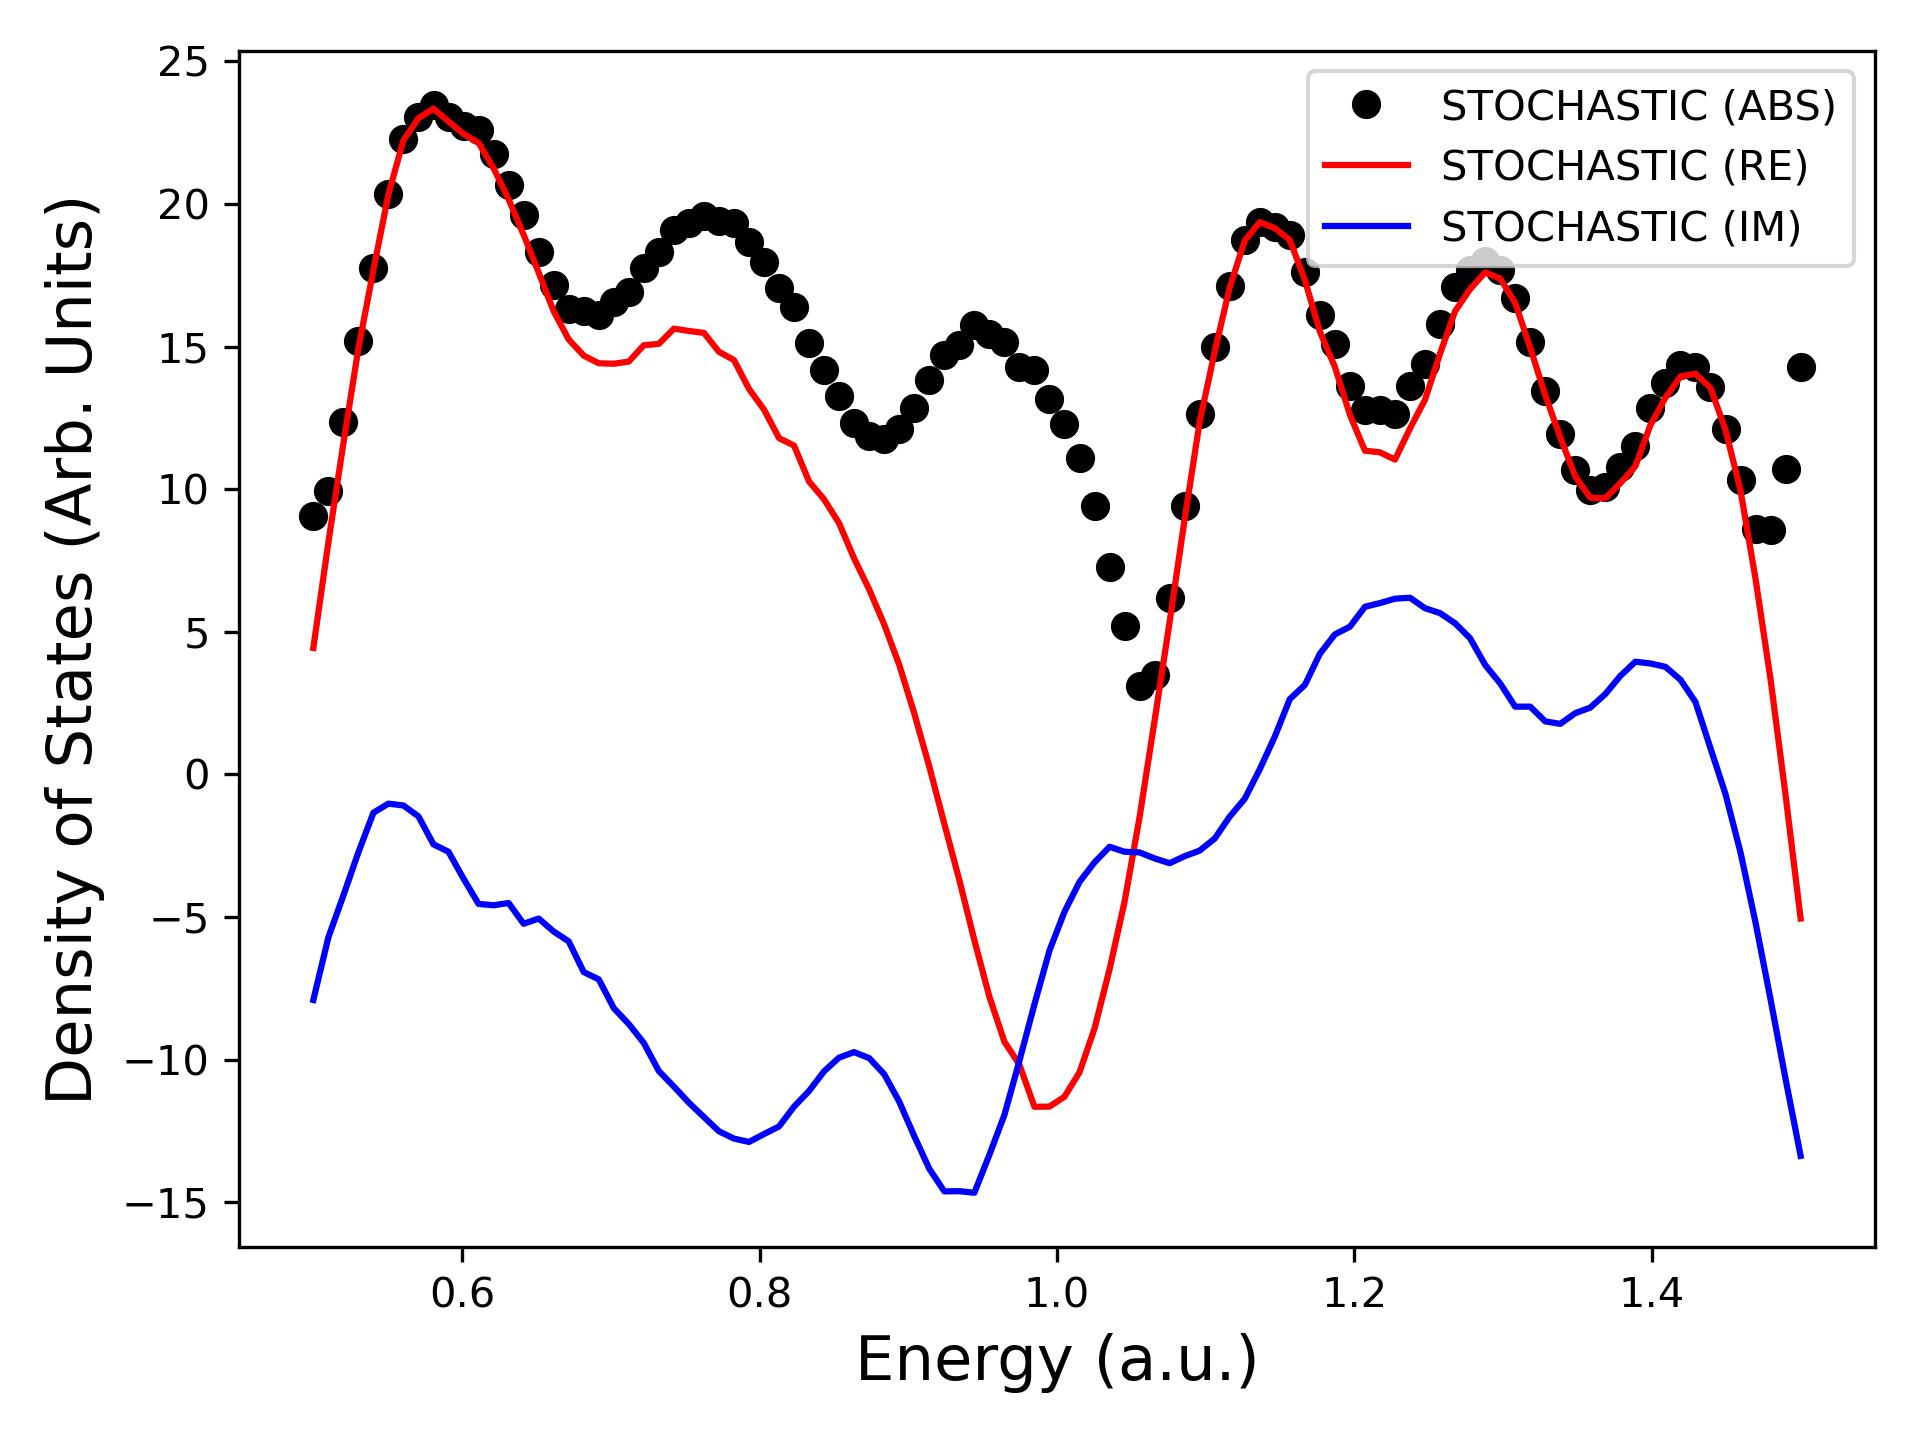 25
20
15
10
5
0
−5
−10
−15
Density of States (Arb. Units)
STOCHASTIC (ABS)
STOCHASTIC (RE)
STOCHASTIC (IM)
0.6 0.8 1.0 1.2 1.4
Energy (a.u.)